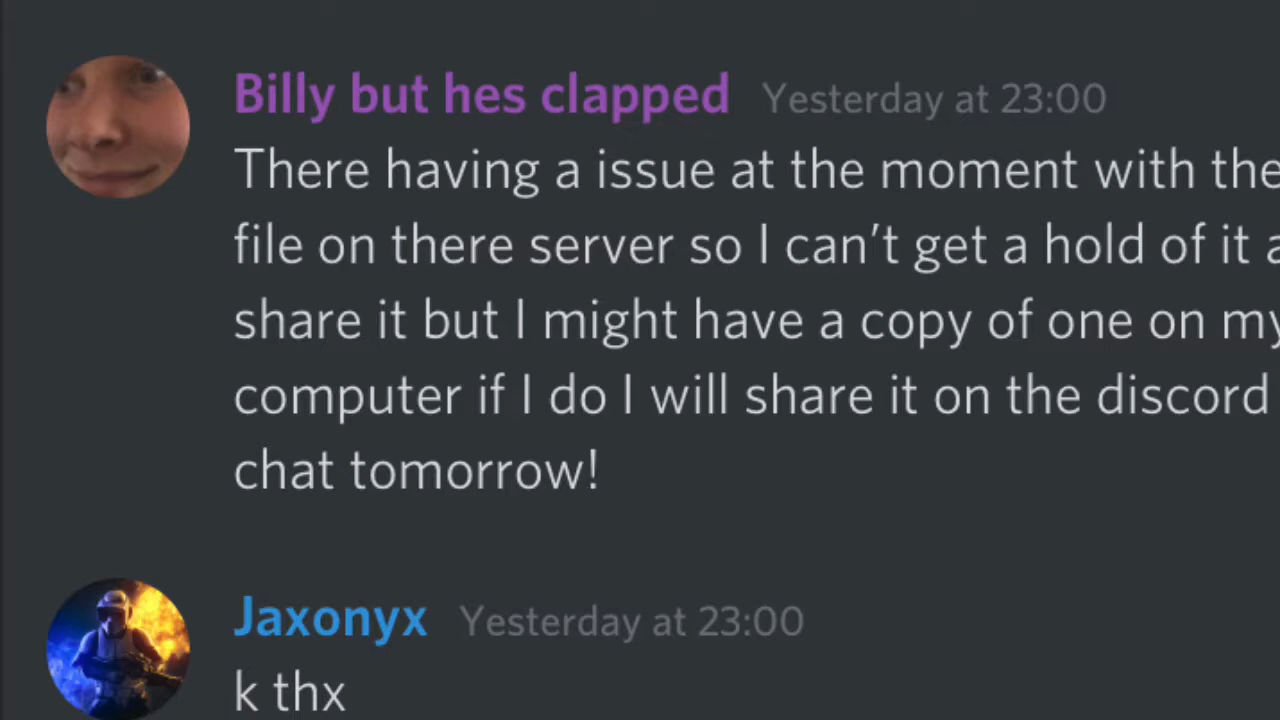 Billy but hes clapped Yesterday at 23:00
There having a issue at the moment with the
file on there server so I can't get a hold of it a
share it but I might have a copy of one on my
computer if I do I will share it on the discord
chat tomorrow!
Jaxonyx Yesterday at 23:00
k thx